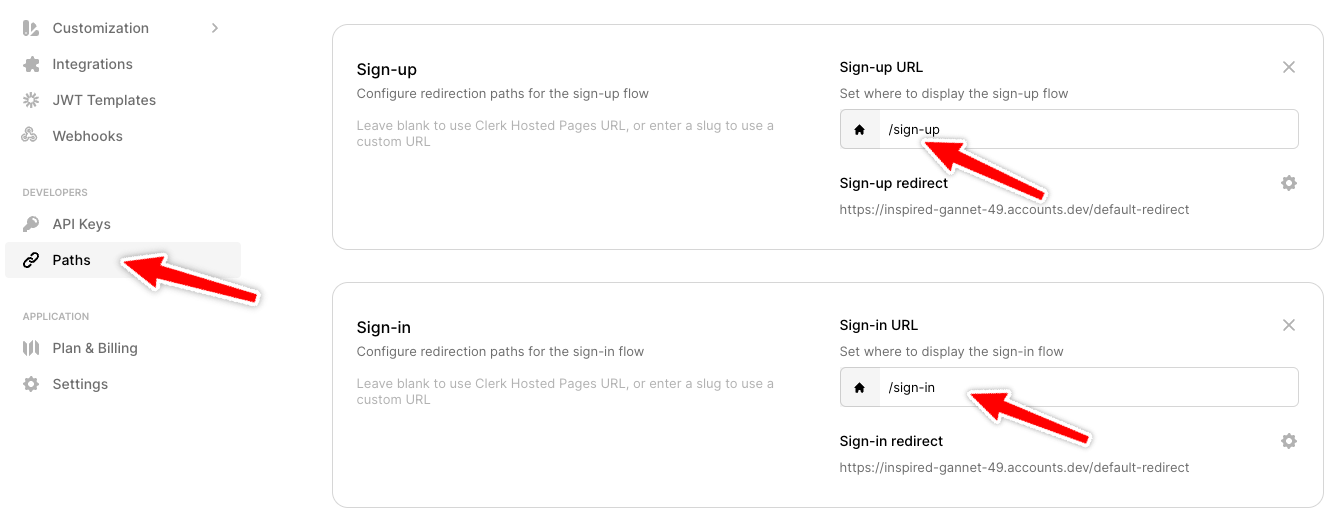 Customization
Integrations
JWT Templates
Webhooks
DEVELOPERS
API Keys
Paths
APPLICATION
Plan & Billing
Settings
Sign-up
Configure redirection paths for the sign-up flow
Leave blank to use Clerk Hosted Pages URL, or enter a slug to use a
custom URL
Sign-up URL
Set where to display the sign-up flow
/sign-up
Sign-up redirect
https://inspired-gannet-49.accounts.dev/default-redirect
Sign-in
Configure redirection paths for the sign-in flow
Leave blank to use Clerk Hosted Pages URL, or enter a slug to use a
custom URL
Sign-in URL
Set where to display the sign-in flow
/sign-in
Sign-in redirect
https://inspired-gannet-49.accounts.dev/default-redirect